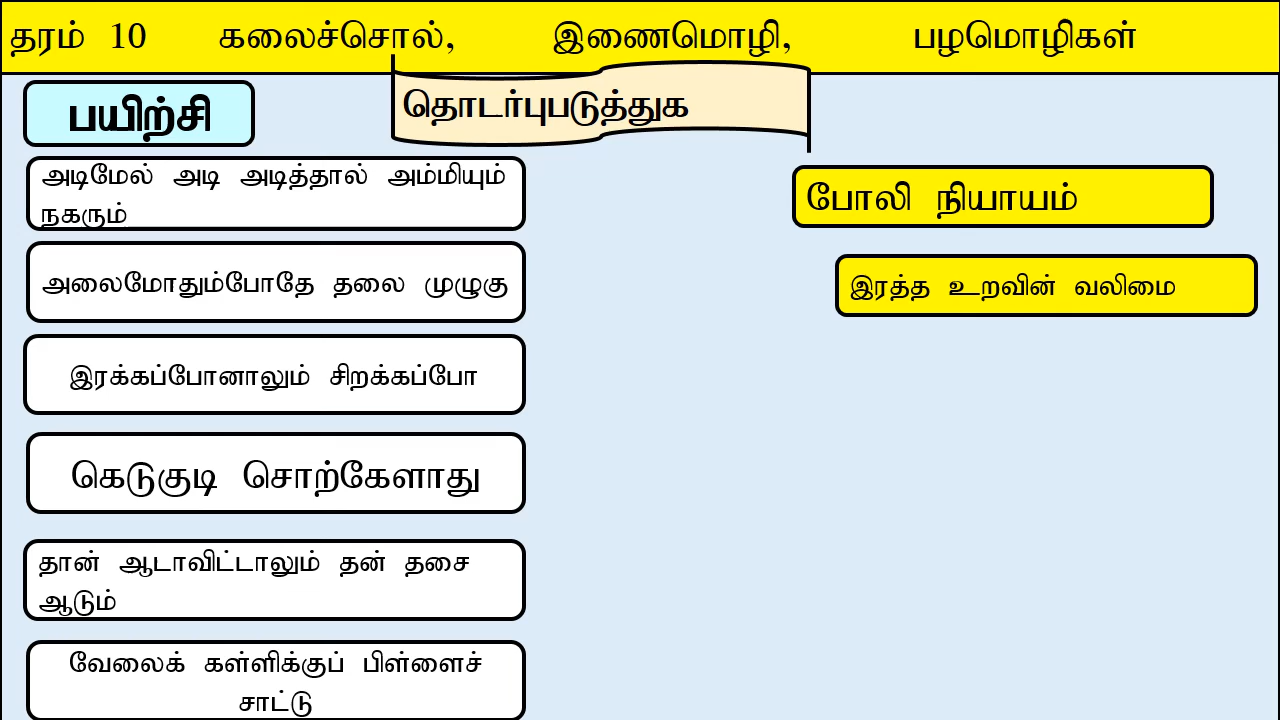 தரம் 10 கலைச்சொல், இணைமொழி, பழமொழிகள்
பயிற்சி
தொடர்புபடுத்துக
அடிமேல் அடி அடித்தால் அம்மியும்
நகரும்
போலி நியாயம்
அலைமோதும்போதே தலை முழுகு
இரத்த உறவின் வலிமை
இரக்கப்போனாலும் சிறக்கப்போ
கெடுகுடி சொற்கேளாது
தான் ஆடாவிட்டாலும் தன் தசை
ஆடும்
வேலைக் கள்ளிக்குப் பிள்ளைச்
சாட்டு